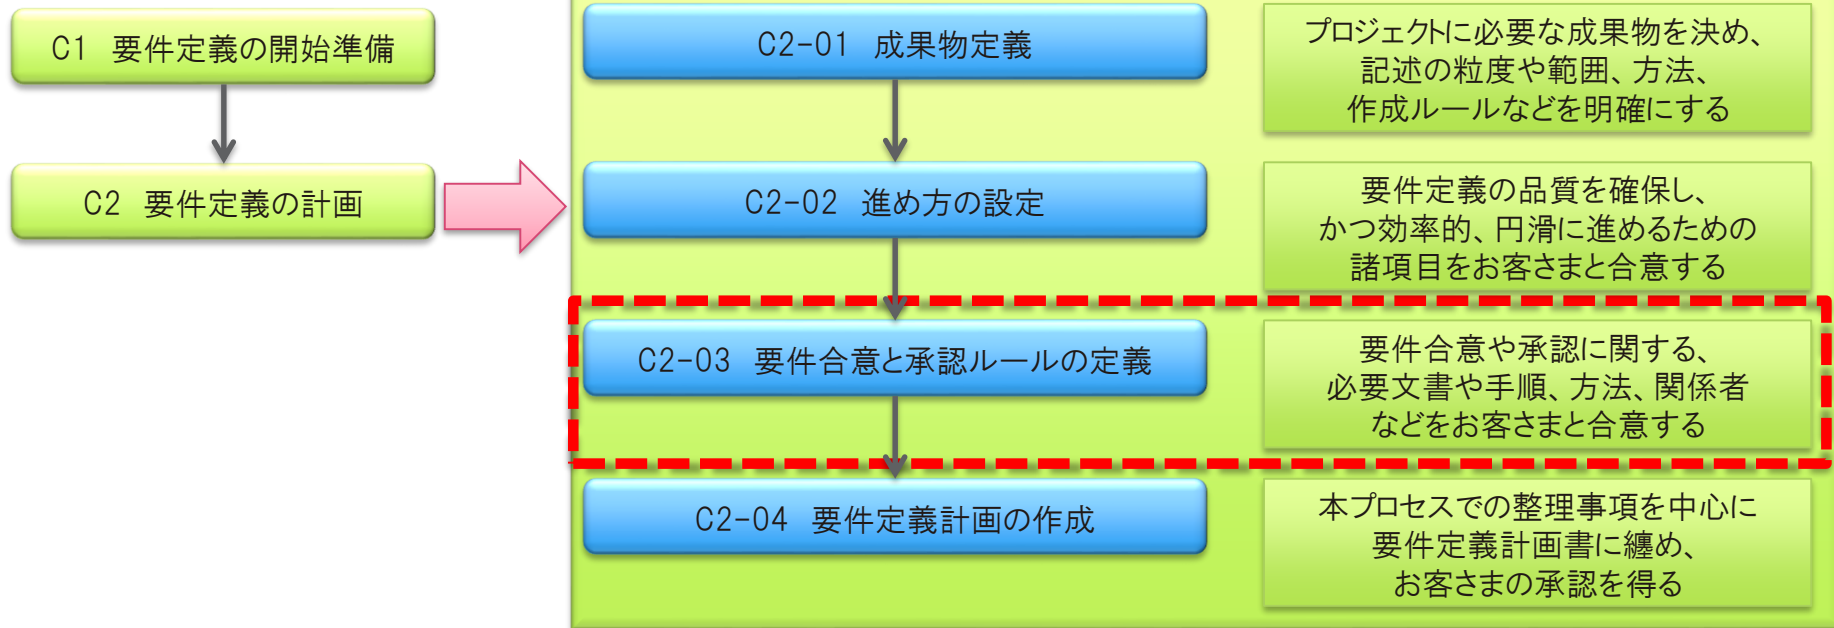 C1 要件定義の開始準備
C2 要件定義の計画
C2-01 成果物定義
プロジェクトに必要な成果物を決め、
記述の粒度や範囲、方法、
作成ルールなどを明確にする
C2-02 進め方の設定
要件定義の品質を確保し、
かつ効率的、円滑に進めるための
諸項目をお客さまと合意する
C2-03 要件合意と承認ルールの定義
要件合意や承認に関する、
必要文書や手順、方法、関係者
などをお客さまと合意する
C2-04 要件定義計画の作成
本プロセスでの整理事項を中心に
要件定義計画書に纏め、
お客さまの承認を得る